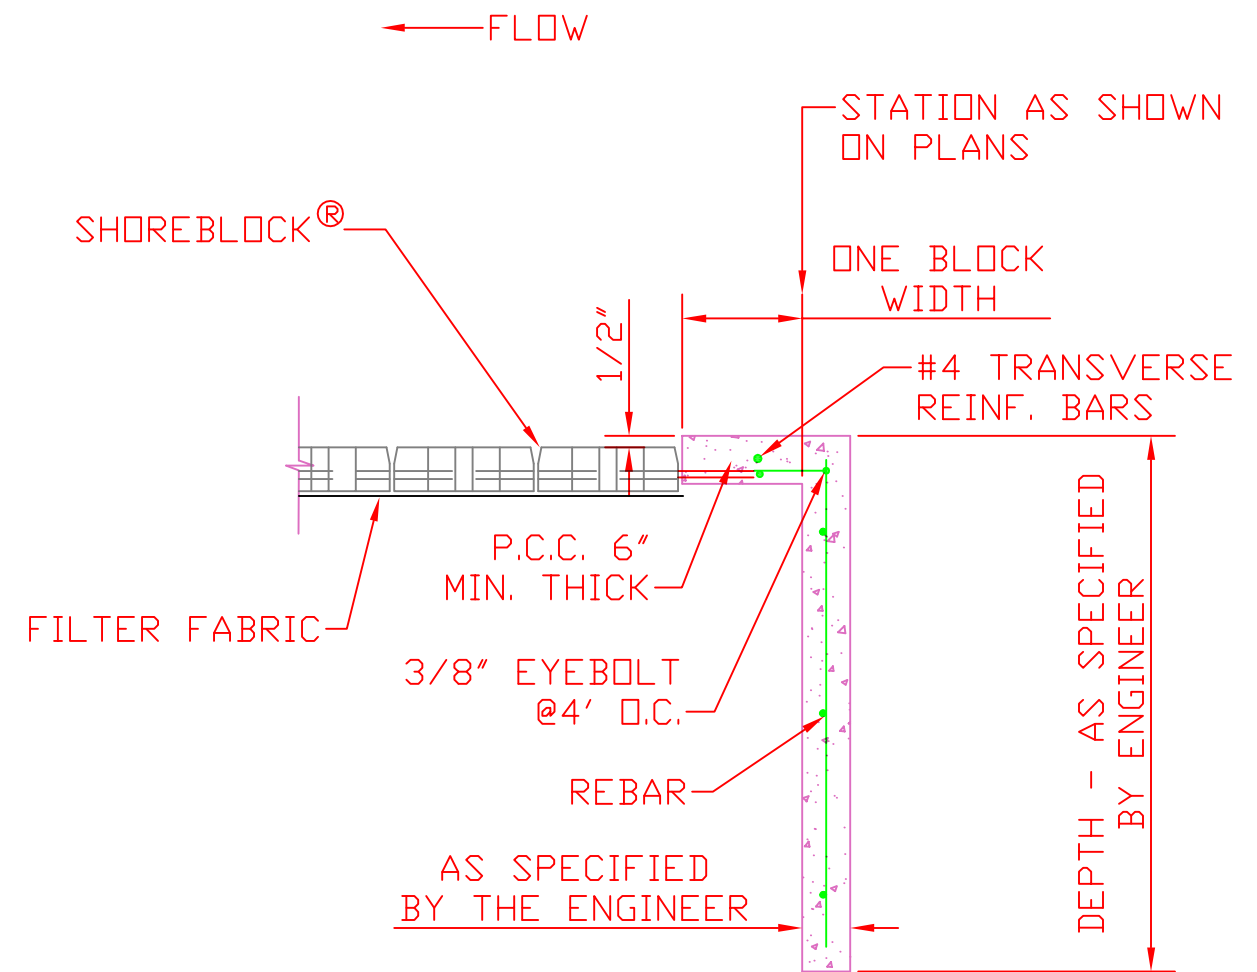 FLOW
STATION AS SHOWN
ON PLANS
SHOREBLOCK®
ONE BLOCK
WIDTH
1/2"
#4 TRANSVERSE
REINF. BARS
P.C.C. 6"
MIN. THICK
FILTER FABRIC
3/8" EYEBOLT
@4' O.C.
REBAR
AS SPECIFIED
BY THE ENGINEER
DEPTH - AS SPECIFIED
BY ENGINEER